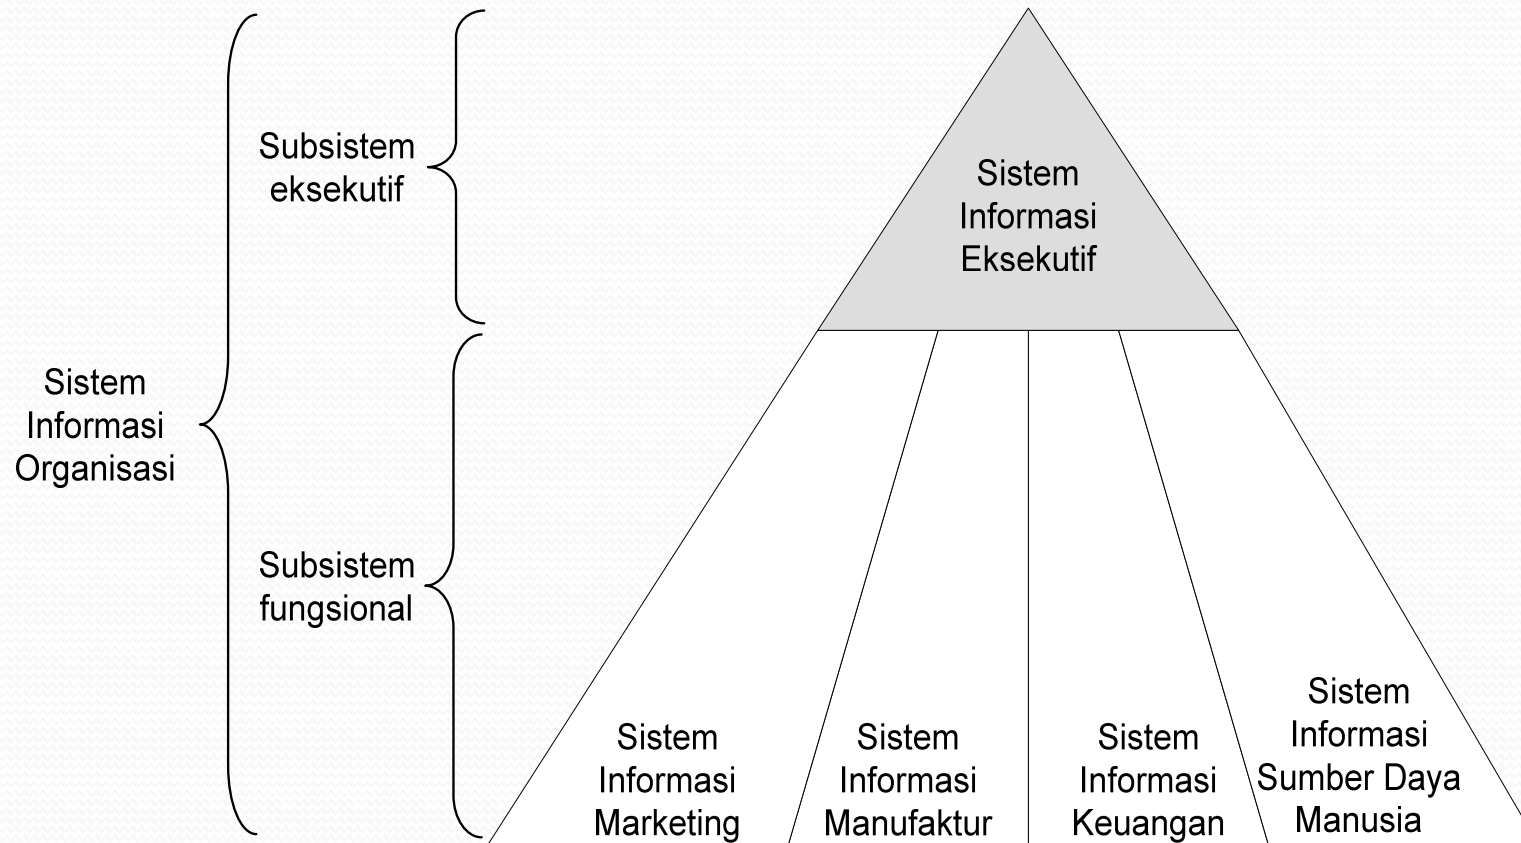 Sistem
Informasi
Organisasi
Subsistem
eksekutif
Subsistem
fungsional
Sistem
Informasi
Eksekutif
Sistem
Informasi
Marketing
Sistem
Informasi
Manufaktur
Sistem
Informasi
Keuangan
Sistem
Informasi
Sumber Daya
Manusia